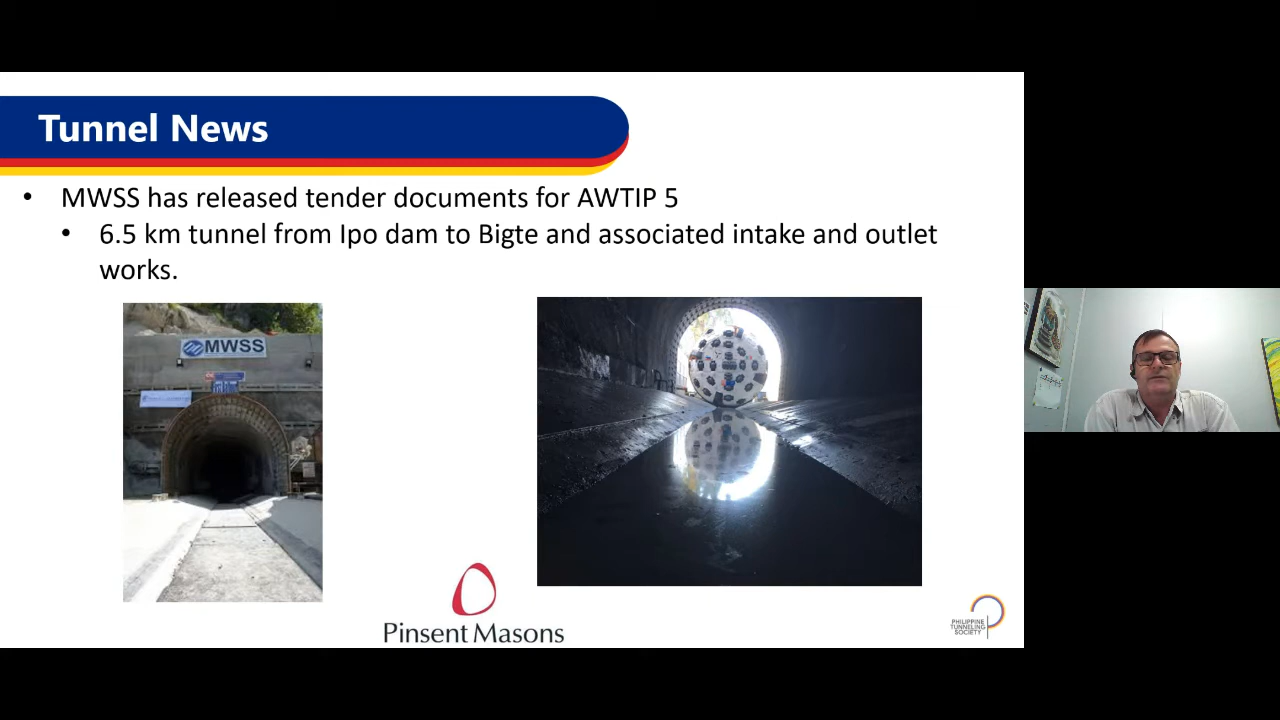 Tunnel News
• MWSS has released tender documents for AWTIP 5
• 6.5 km tunnel from Ipo dam to Bigte and associated intake and outlet
works.
MWSS
Pinsent Masons
PHILIPPINE
TUNNELING
SOCIETY